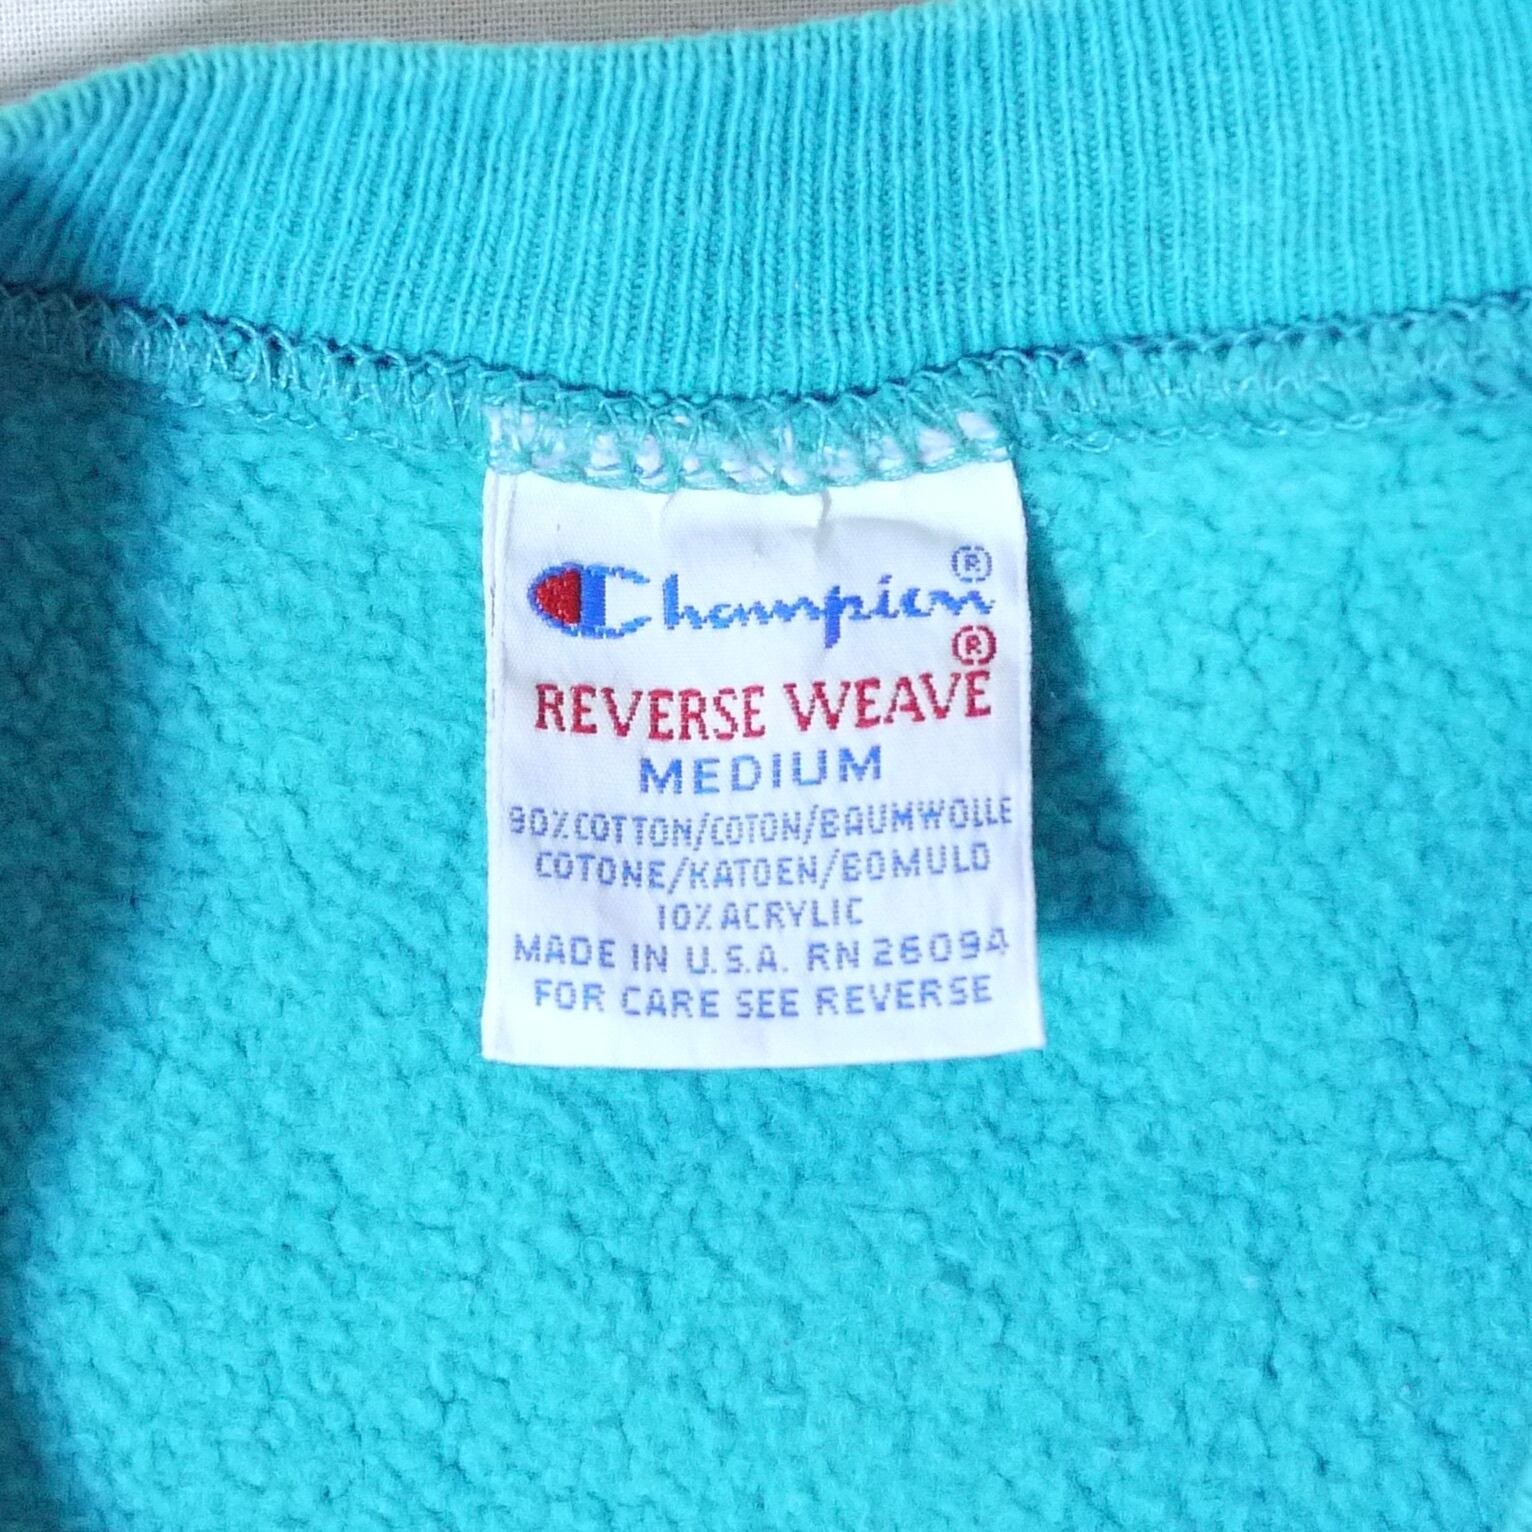 Champion®
REVERSE WEAVE®
MEDIUM
90% COTTON/COTON/BAUMWOLLE
COTONE/KATOEN/BOMULD
10% ACRYLIC
MADE IN U.S.A. RN 26094
FOR CARE SEE REVERSE